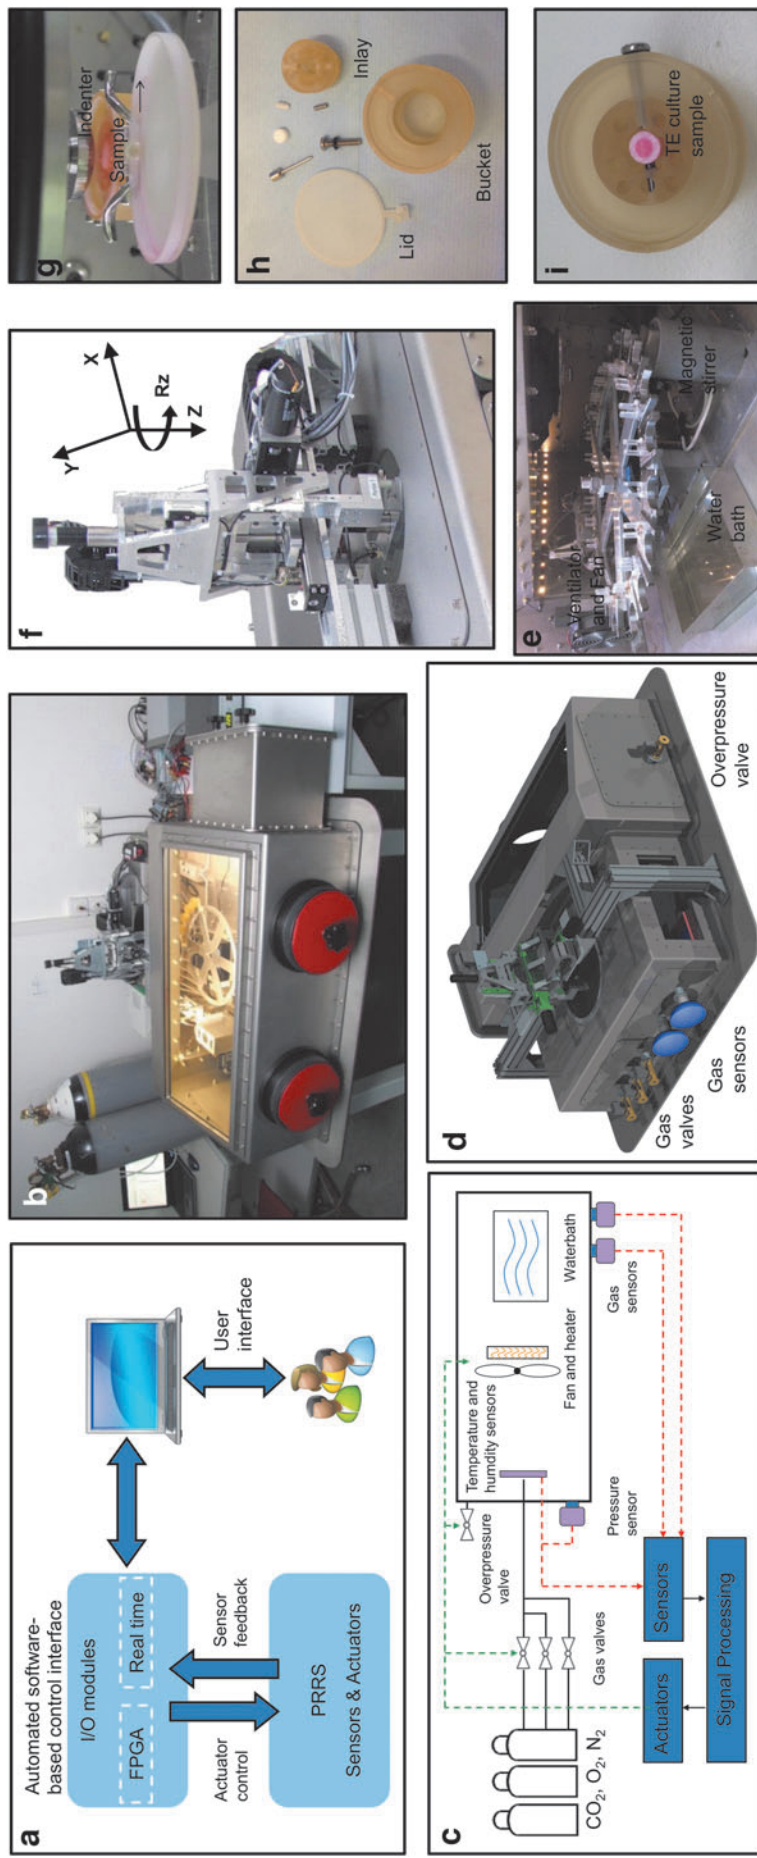 a
Automated software-
based control interface
I/O modules
FPGA
Real time
Actuator
control
Sensor
feedback
PRRS
Sensors & Actuators
User
interface
b
c
CO2, O2, N2
Gas valves
Overpressure
valve
Temperature and
humdity sensors
Fan and heater
Waterbath
Pressure
sensor
Gas
sensors
Actuators
Sensors
Signal Processing
d
Gas
valves
Gas sensors
Overpressure
valve
e
Ventilator
and Fan
Water
bath
Magnetic
stirrer
f
Y
X
Rz
Z
g
Indenter
Sample
h
Lid
Bucket
Inlay
i
TE culture
sample